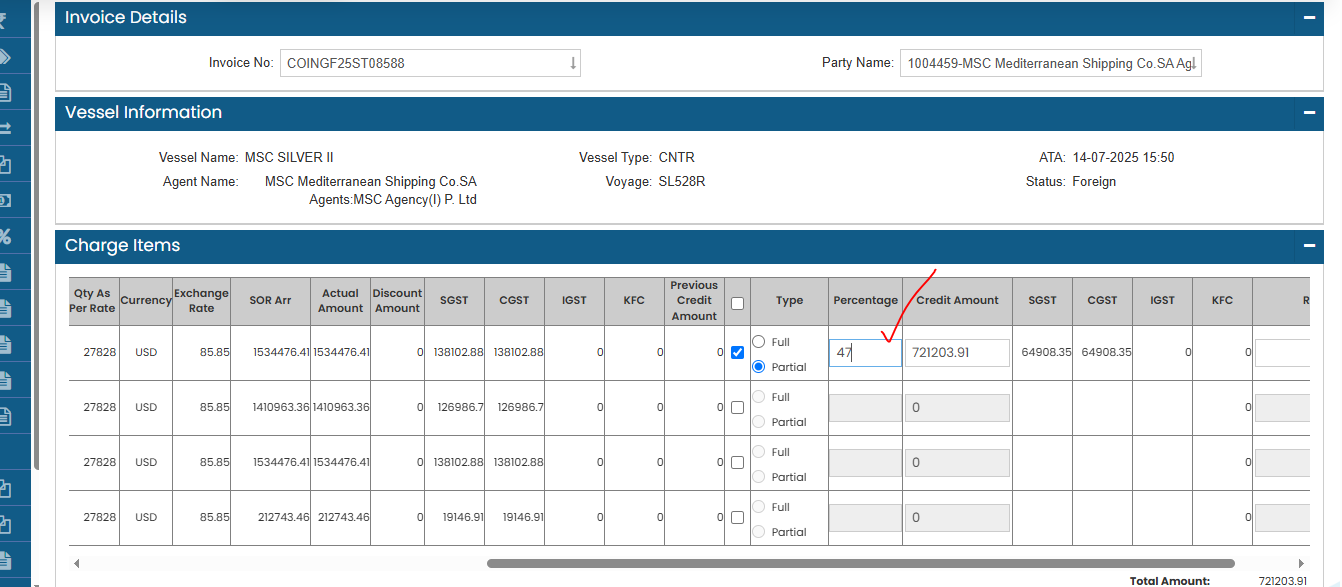 Invoice Details
Invoice No: COINGF25ST08588 Party Name: 1004459-MSC Mediterranean Shipping Co.SA Ag
Vessel Information
Vessel Name: MSC SILVER II Vessel Type: CNTR ATA: 14-07-2025 15:50
Agent Name: MSC Mediterranean Shipping Co.SA Voyage: SL528R Status: Foreign
Agents:MSC Agency(I) P. Ltd
Charge Items
Qty As Per Rate Currency Exchange Rate SOR Arr Actual Amount Discount Amount SGST CGST IGST KFC Previous Credit Amount Type Percentage Credit Amount SGST CGST IGST KFC R
27828 USD 85.85 1534476.41 1534476.41 0 138102.88 138102.88 0 0 0 Full Partial 47 721203.91 64908.35 64908.35 0 0
27828 USD 85.85 1410963.36 1410963.36 0 126986.7 126986.7 0 0 0 Full Partial 0 0
27828 USD 85.85 1534476.41 1534476.41 0 138102.88 138102.88 0 0 0 Full Partial 0 0
27828 USD 85.85 212743.46 212743.46 0 19146.91 19146.91 0 0 0 Full Partial 0 0
Total Amount: 721203.91